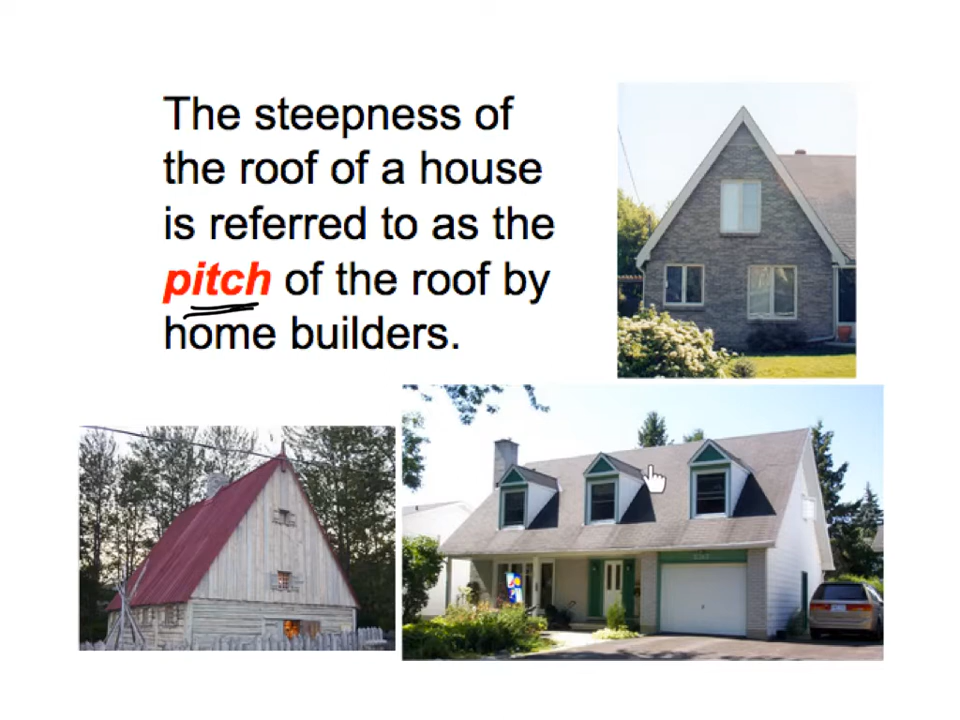 The steepness of
the roof of a house
is referred to as the
pitch of the roof by
home builders.